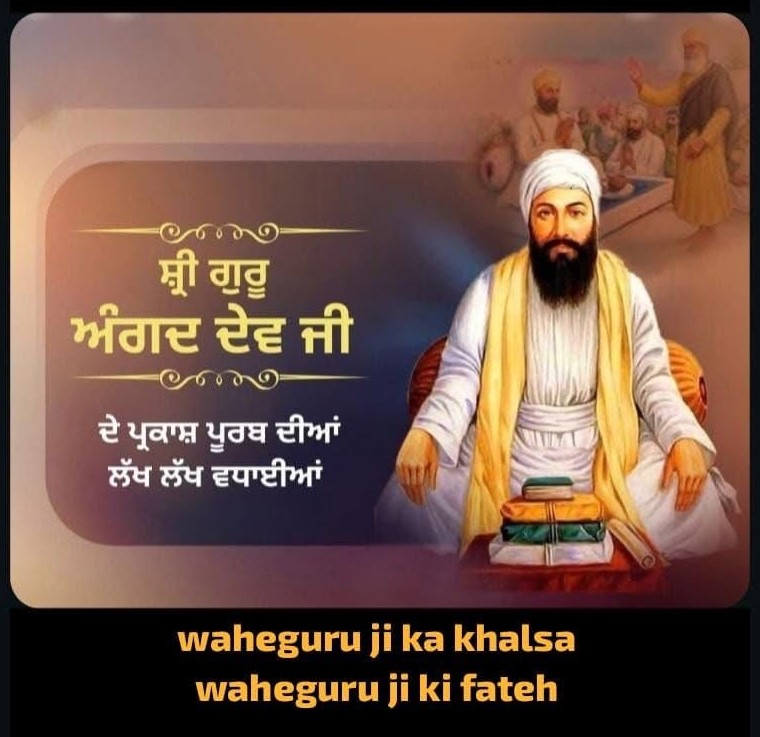 ਸ਼੍ਰੀ ਗੁਰੂ
ਅੰਗਦ ਦੇਵ ਜੀ
ਦੇ ਪ੍ਰਕਾਸ਼ ਪੂਰਬ ਦੀਆਂ
ਲੱਖ ਲੱਖ ਵਧਾਈਆਂ
waheguru ji ka khalsa
waheguru ji ki fateh